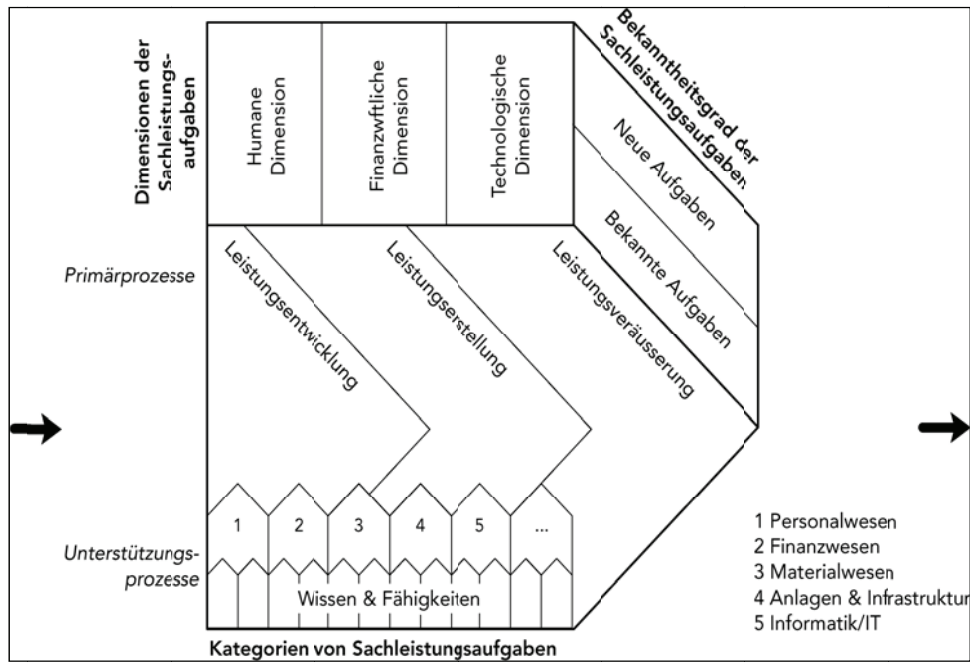 Dimensionen der
Sachleistungs-
aufgaben
Humane
Dimension
Finanzwftliche
Dimension
Technologische
Dimension
Bekanntheitsgrad der
Sachleistungsaufgaben
Neue Aufgaben
Bekannte Aufgaben
Primärprozesse
Leistungsentwicklung
Leistungserstellung
Leistungsveräusserung
1 2 3 4 5 ...
Unterstützungs-
prozesse
Wissen & Fähigkeiten
Kategorien von Sachleistungsaufgaben
1 Personalwesen
2 Finanzwesen
3 Materialwesen
4 Anlagen & Infrastruktur
5 Informatik/IT